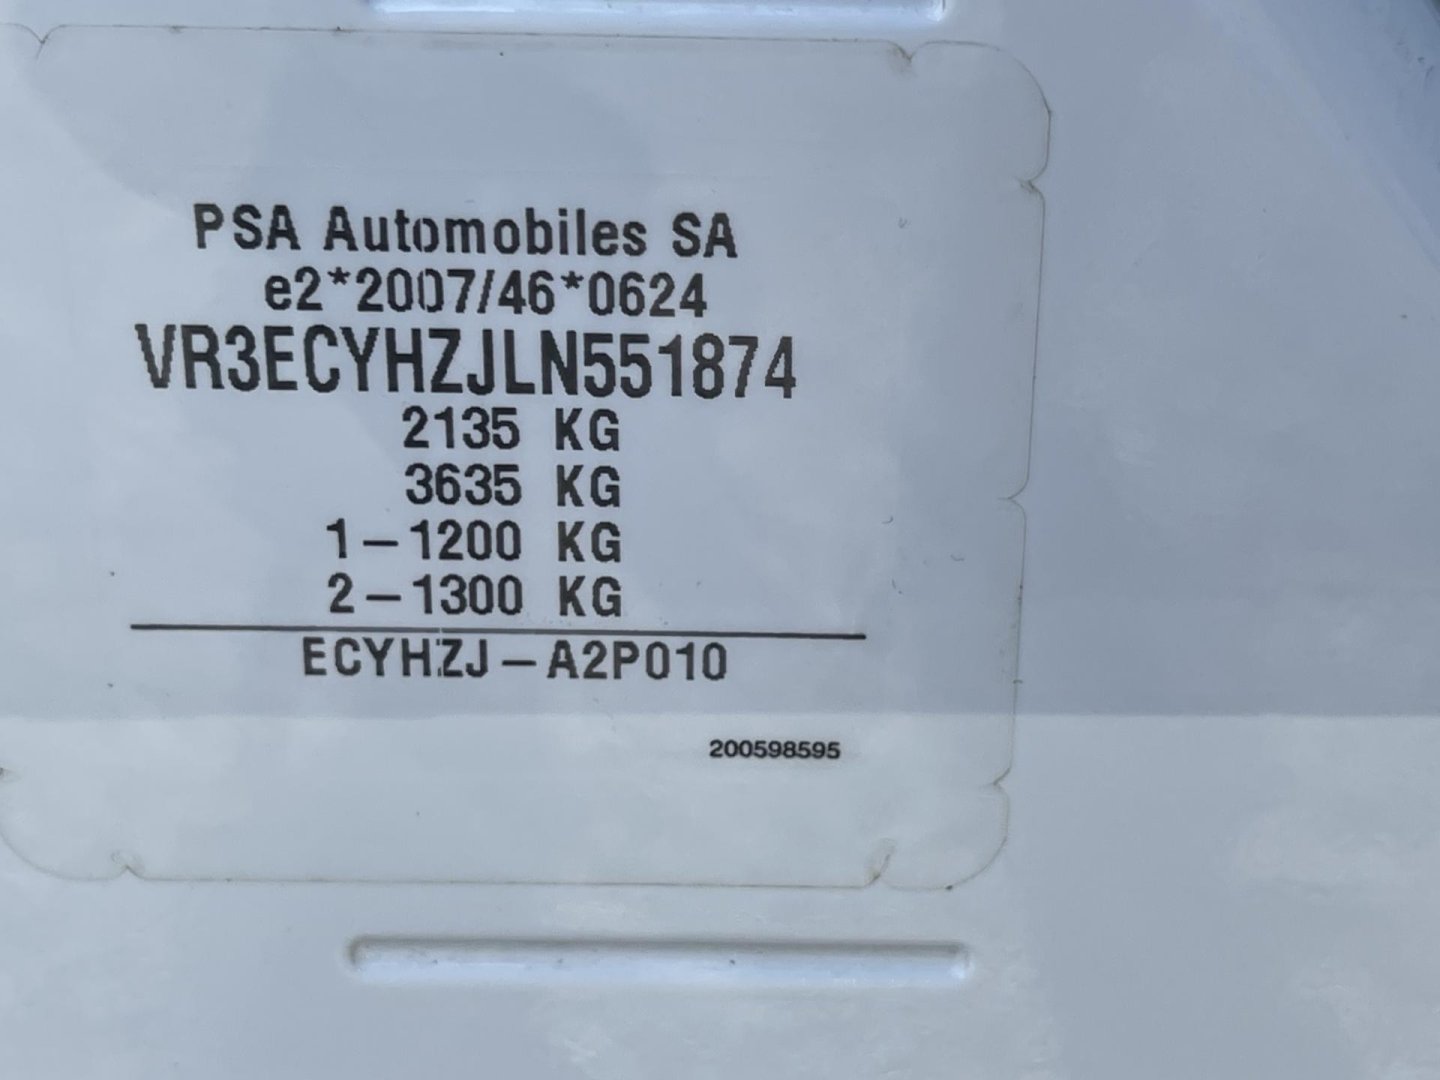 PSA Automobiles SA
e2*2007/46*0624
VR3ECYHZJLN551874
2135 KG
3635 KG
1-1200 KG
2-1300 KG
ECYHZJ-A2P010
200598595